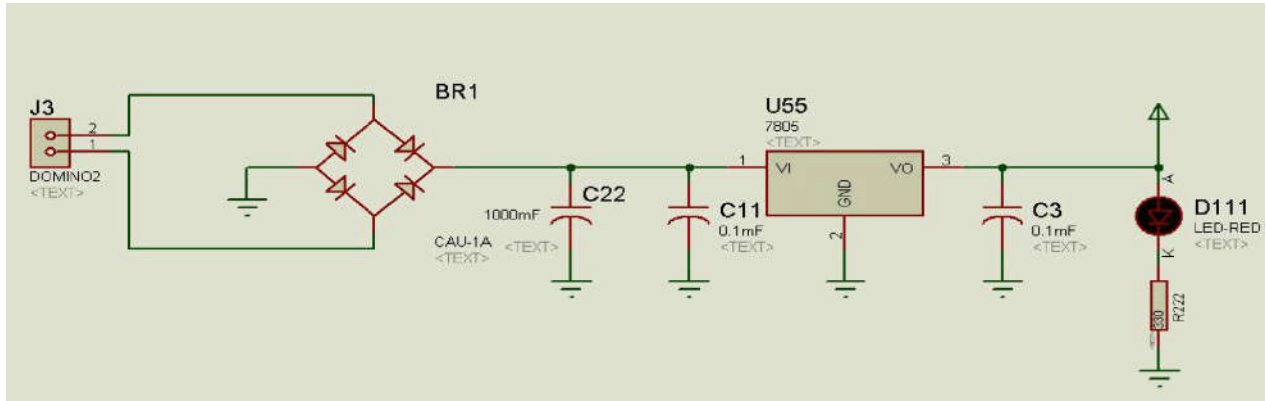 J3
2
1
DOMINO2
<TEXT>
BR1
CAU-1A
<TEXT>
C22
1000mF
<TEXT>
C11
0.1mF
<TEXT>
U55
7805
<TEXT>
1
VI
VO
3
GND
2
C3
0.1mF
<TEXT>
A
D111
LED-RED
<TEXT>
K
330
R222